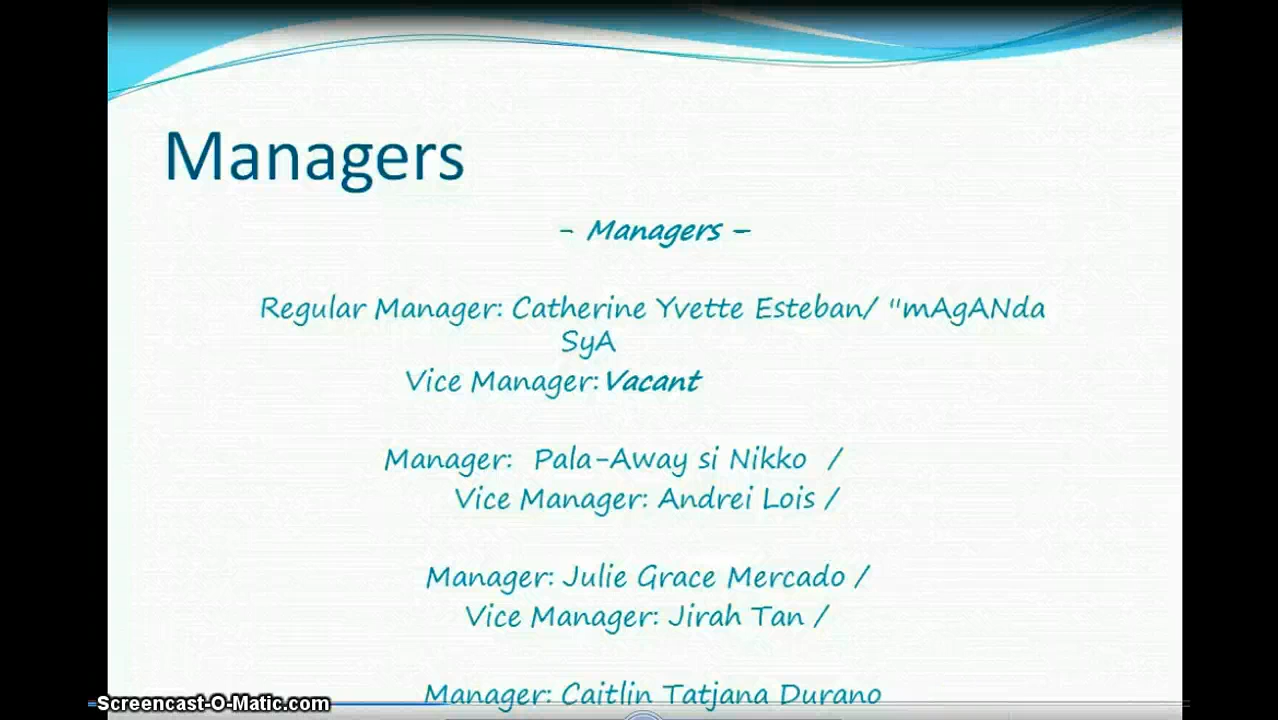 Managers
- Managers –
Regular Manager: Catherine Yvette Esteban/ "mAgANda
SyA
Vice Manager: Vacant
Manager: Pala-Away si Nikko /
Vice Manager: Andrei Lois /
Manager: Julie Grace Mercado /
Vice Manager: Jirah Tan /
Manager: Caitlin Tatjana Durano
Screencast-O-Matic.com